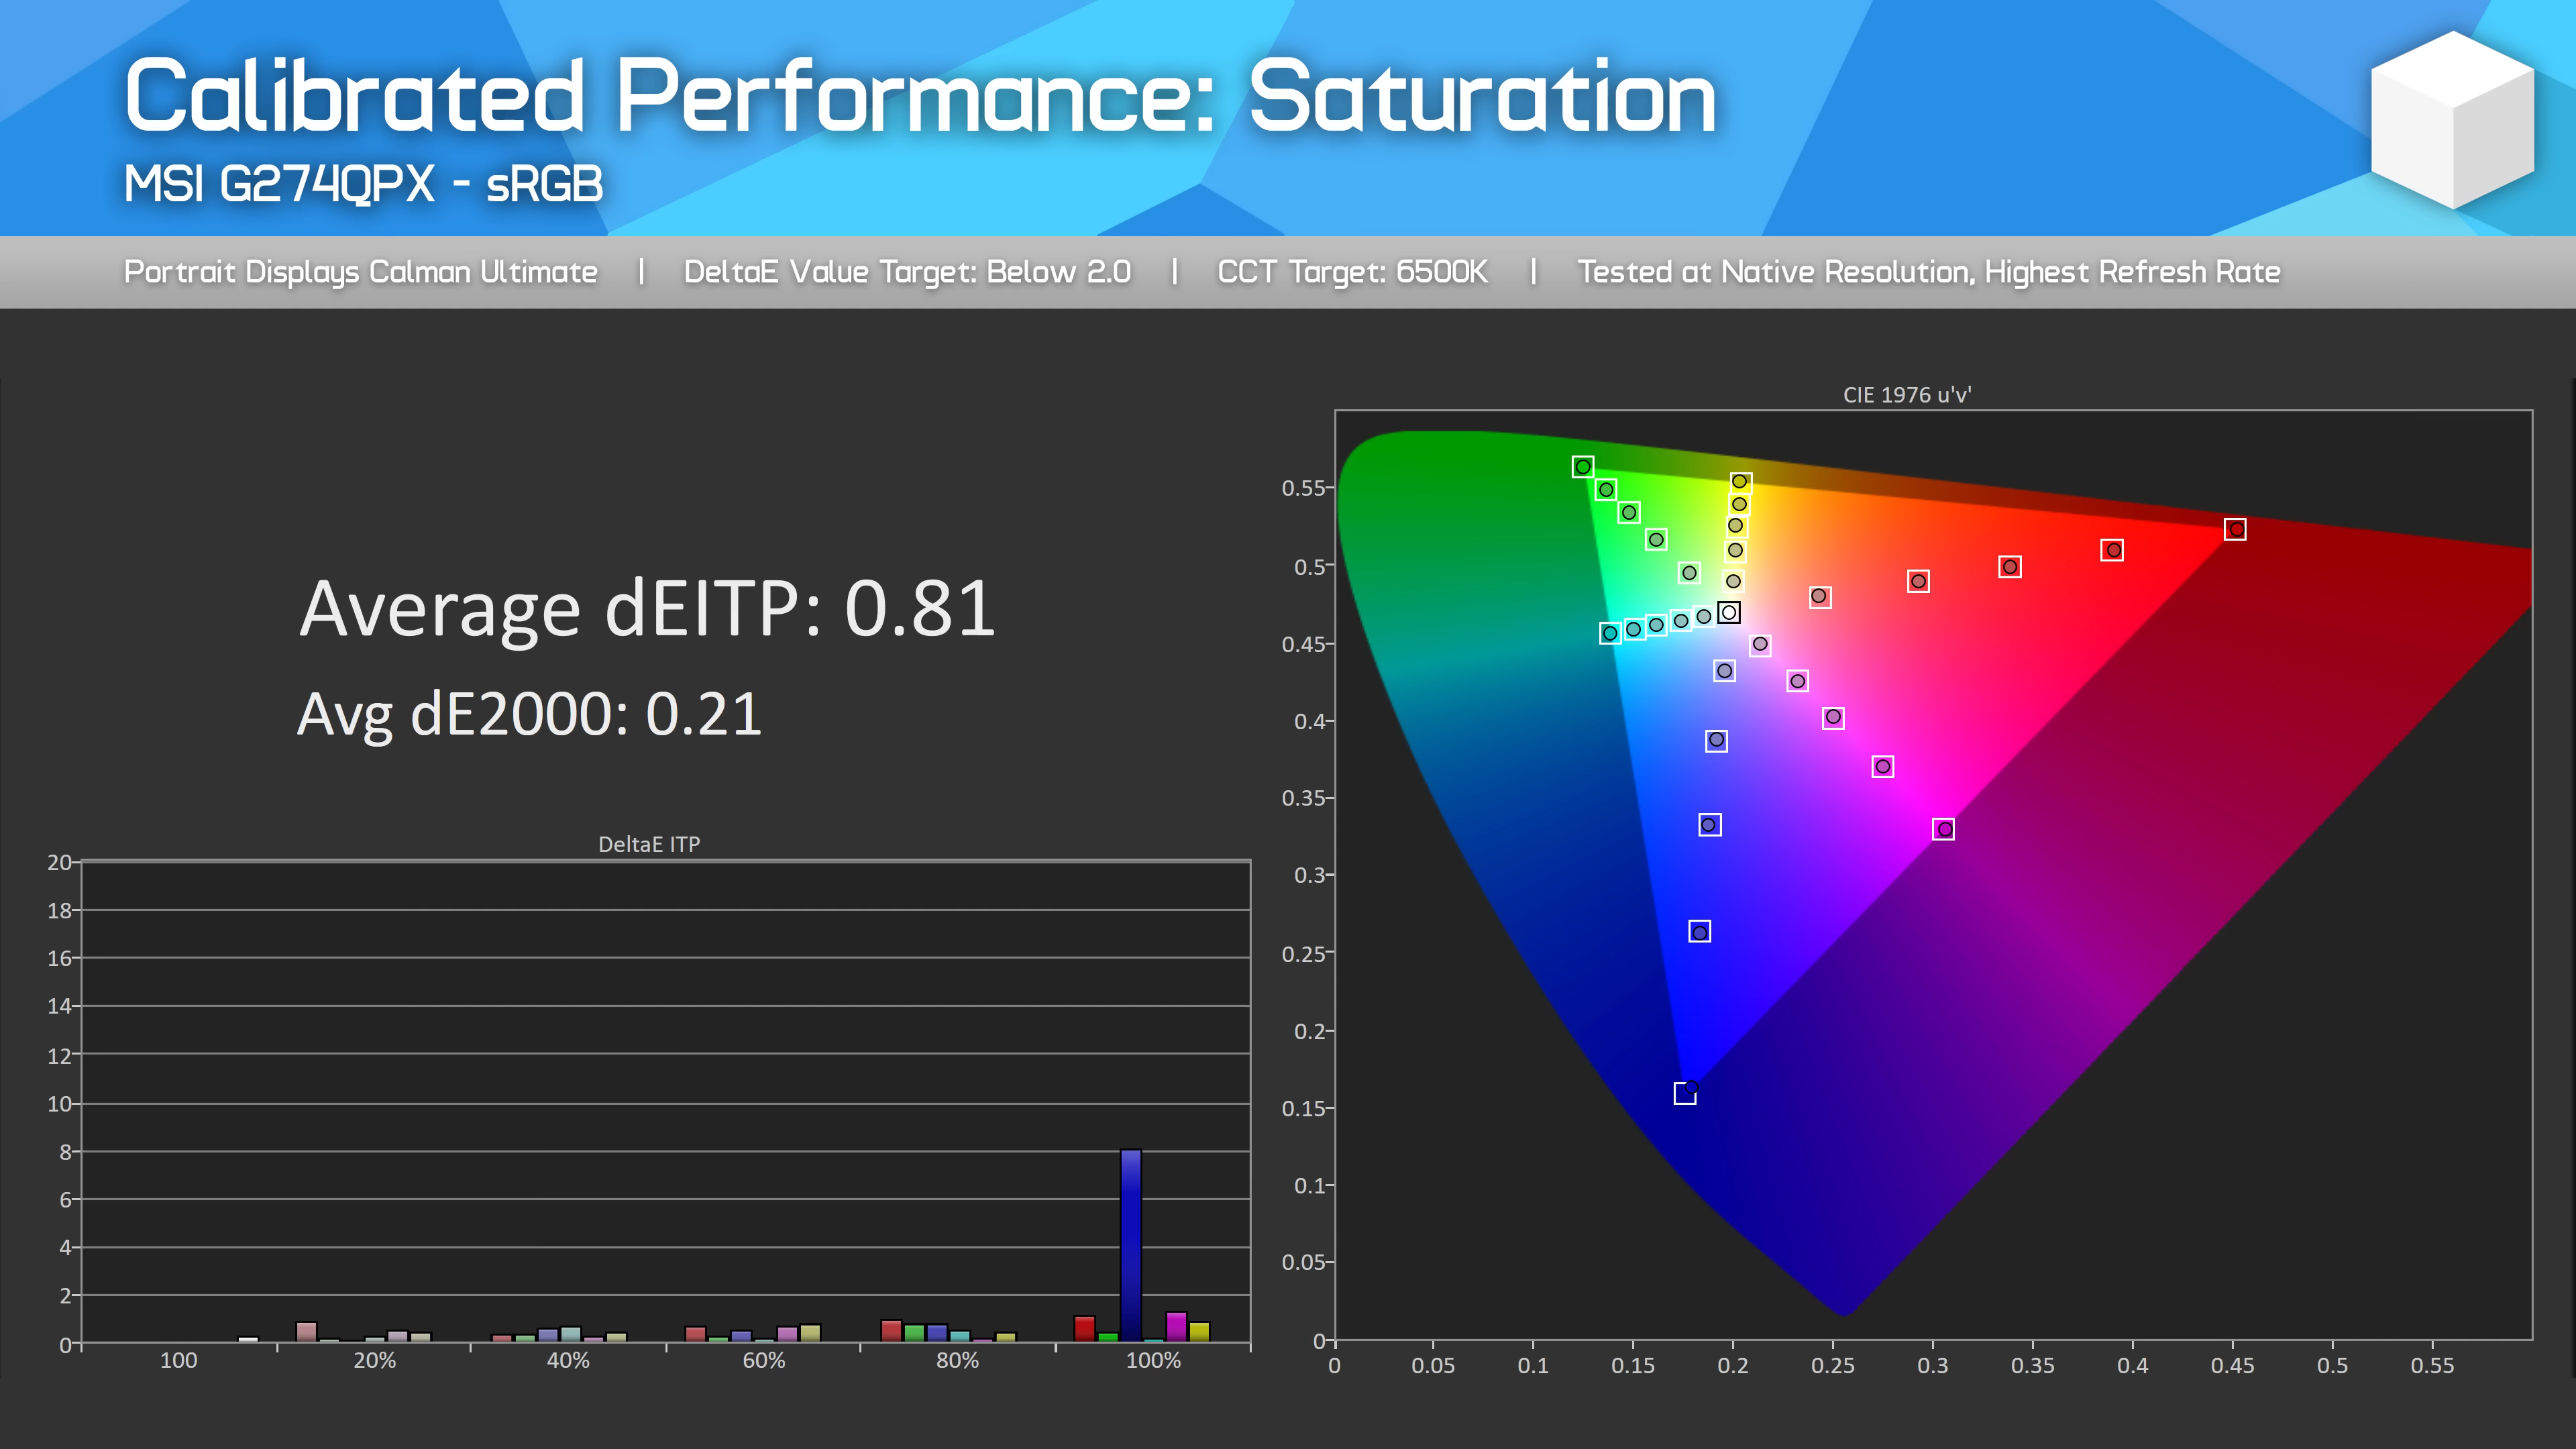 Calibrated Performance: Saturation
MSI G274QPX - sRGB
Portrait Displays Calman Ultimate | DeltaE Value Target: Below 2.0 | CCT Target: 6500K | Tested at Native Resolution, Highest Refresh Rate
Average dEITP: 0.81
Avg dE2000: 0.21
DeltaE ITP
20
18
16
14
12
10
8
6
4
2
0
100 20% 40% 60% 80% 100%
CIE 1976 u'v'
0.55
0.5
0.45
0.4
0.35
0.3
0.25
0.2
0.15
0.1
0.05
0
0 0.05 0.1 0.15 0.2 0.25 0.3 0.35 0.4 0.45 0.5 0.55